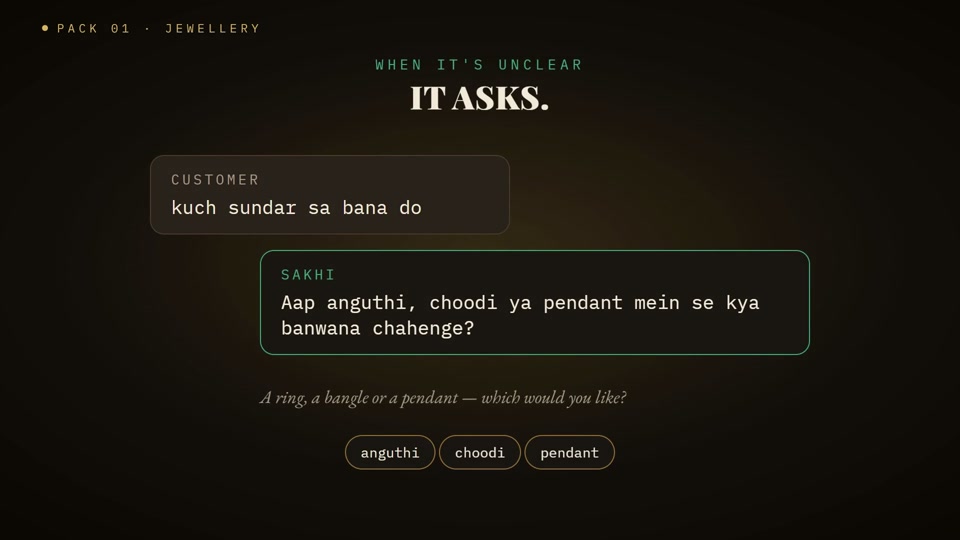 PACK 01 · JEWELLERY
WHEN IT'S UNCLEAR
IT ASKS.
CUSTOMER
kuch sundar sa bana do
SAKHI
Aap anguthi, choodi ya pendant mein se kya
banwana chahenge?
A ring, a bangle or a pendant — which would you like?
anguthi choodi pendant